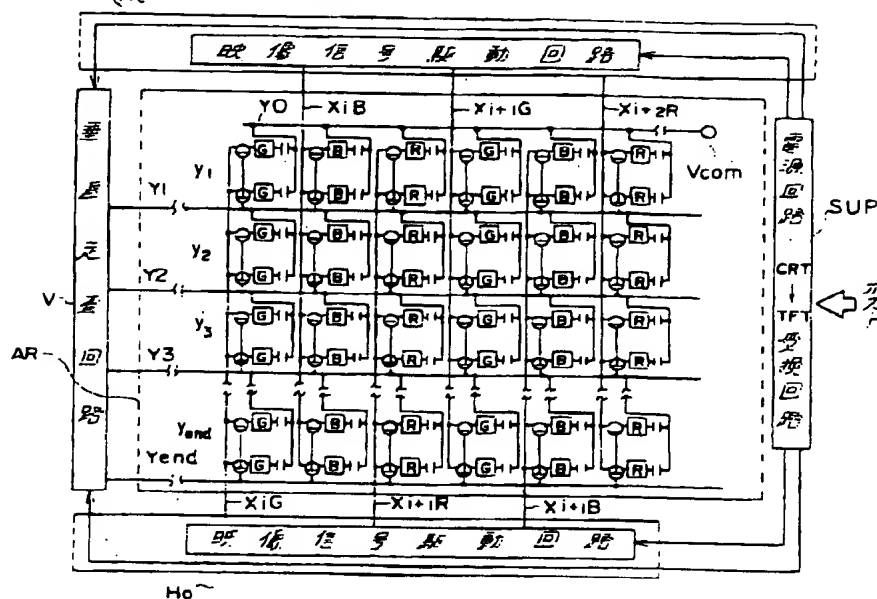 映像信号駆動回路
XiB
Xi+1G
Xi+2R
YO
Vcom
y1
G B R G B R
G B R G B R
Y1
y2
G B R G B R
G B R G B R
Y2
y3
G B R G B R
G B R G B R
Y3
yend
G B R G B R
G B R G B R
Yend
垂直走査回路
V
AR
電源回路
CRT
↓
TFT
変換回路
SUP
XiG
Xi+1R
Xi+1B
映像信号駆動回路
Ho